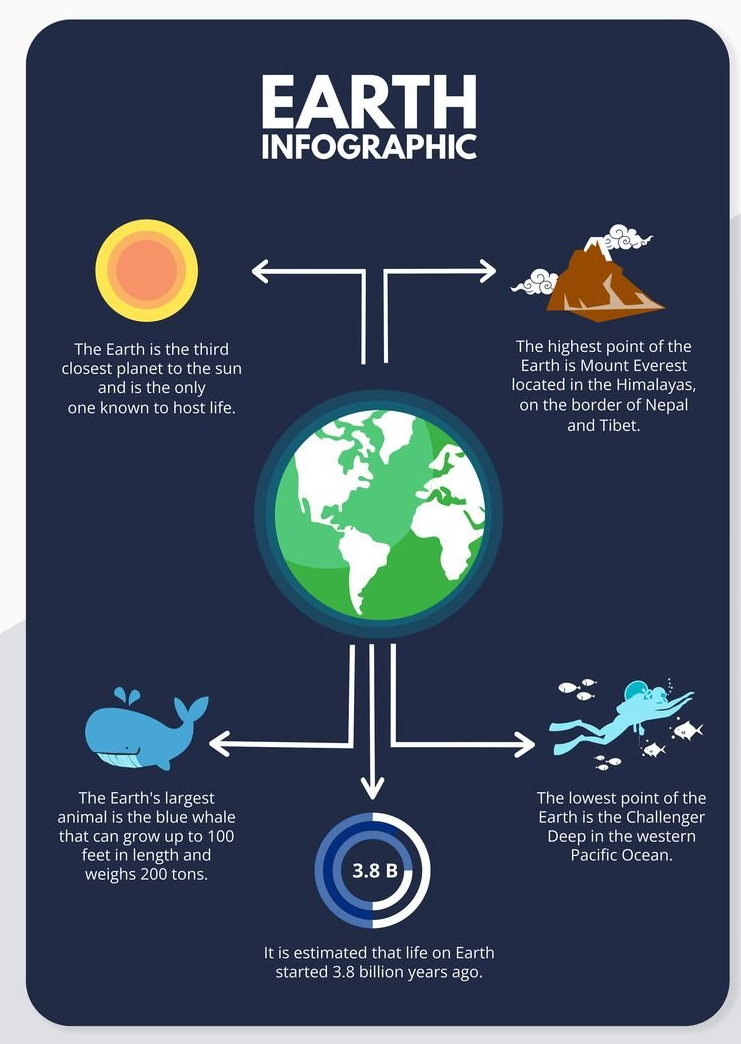 EARTH
INFOGRAPHIC
The Earth is the third
closest planet to the sun
and is the only
one known to host life.
The highest point of the
Earth is Mount Everest
located in the Himalayas,
on the border of Nepal
and Tibet.
The Earth's largest
animal is the blue whale
that can grow up to 100
feet in length and
weighs 200 tons.
3.8 B
It is estimated that life on Earth
started 3.8 billion years ago.
The lowest point of the
Earth is the Challenger
Deep in the western
Pacific Ocean.